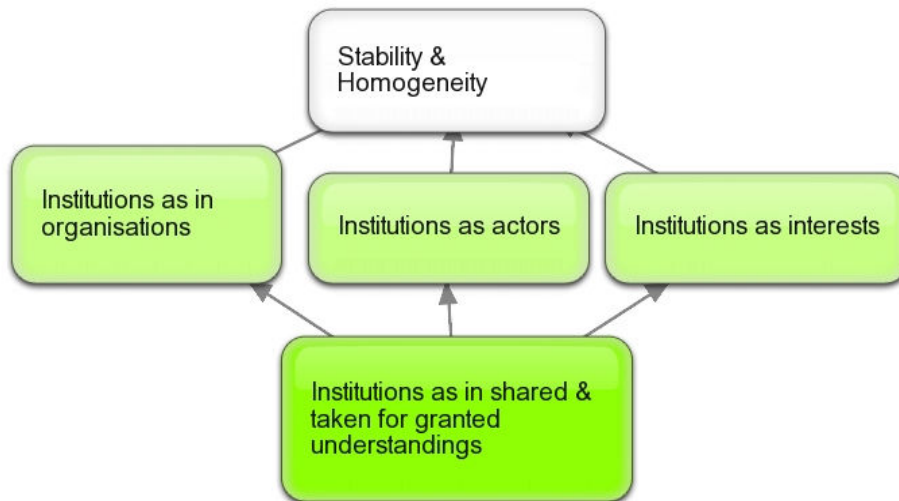 Stability &
Homogeneity
Institutions as in
organisations
Institutions as actors
Institutions as interests
Institutions as in shared &
taken for granted
understandings